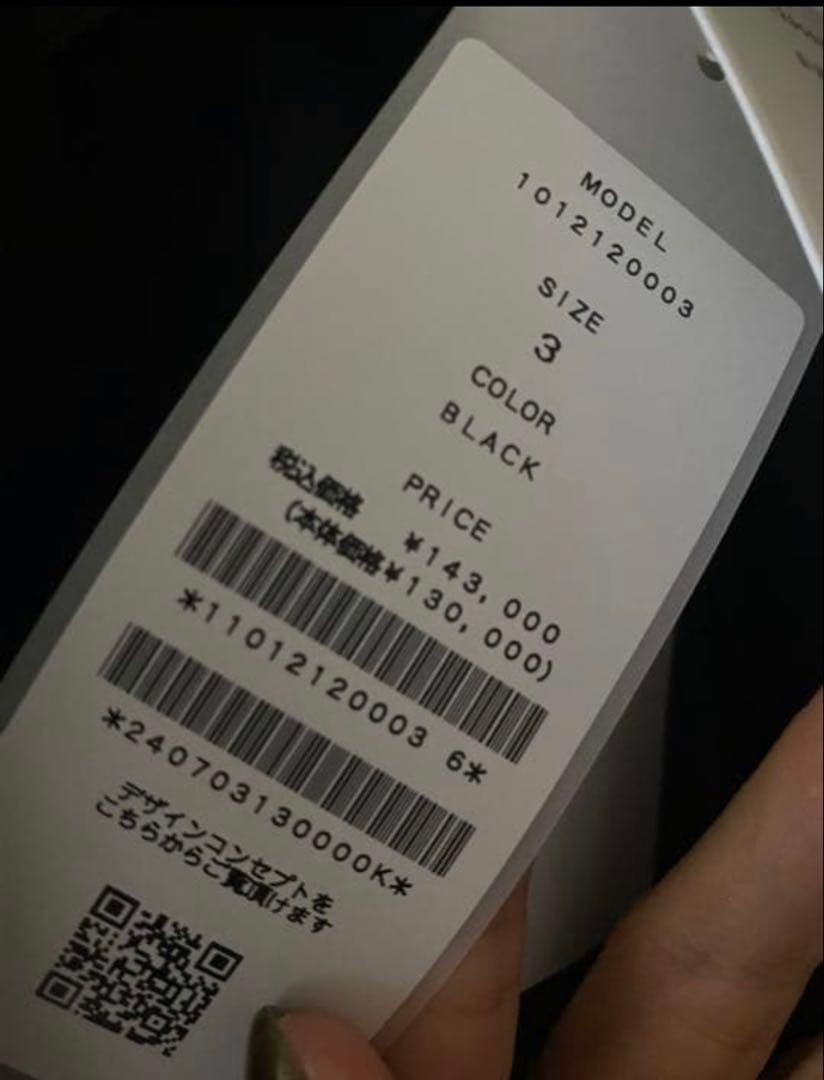 MODEL
1012120003
SIZE
3
COLOR
BLACK
PRICE
税込価格 ¥143,000
(本体価格¥130,000)
*11012120003 6*
*240703130000K*
デザインコンセプトを
こちらからご覧頂けます